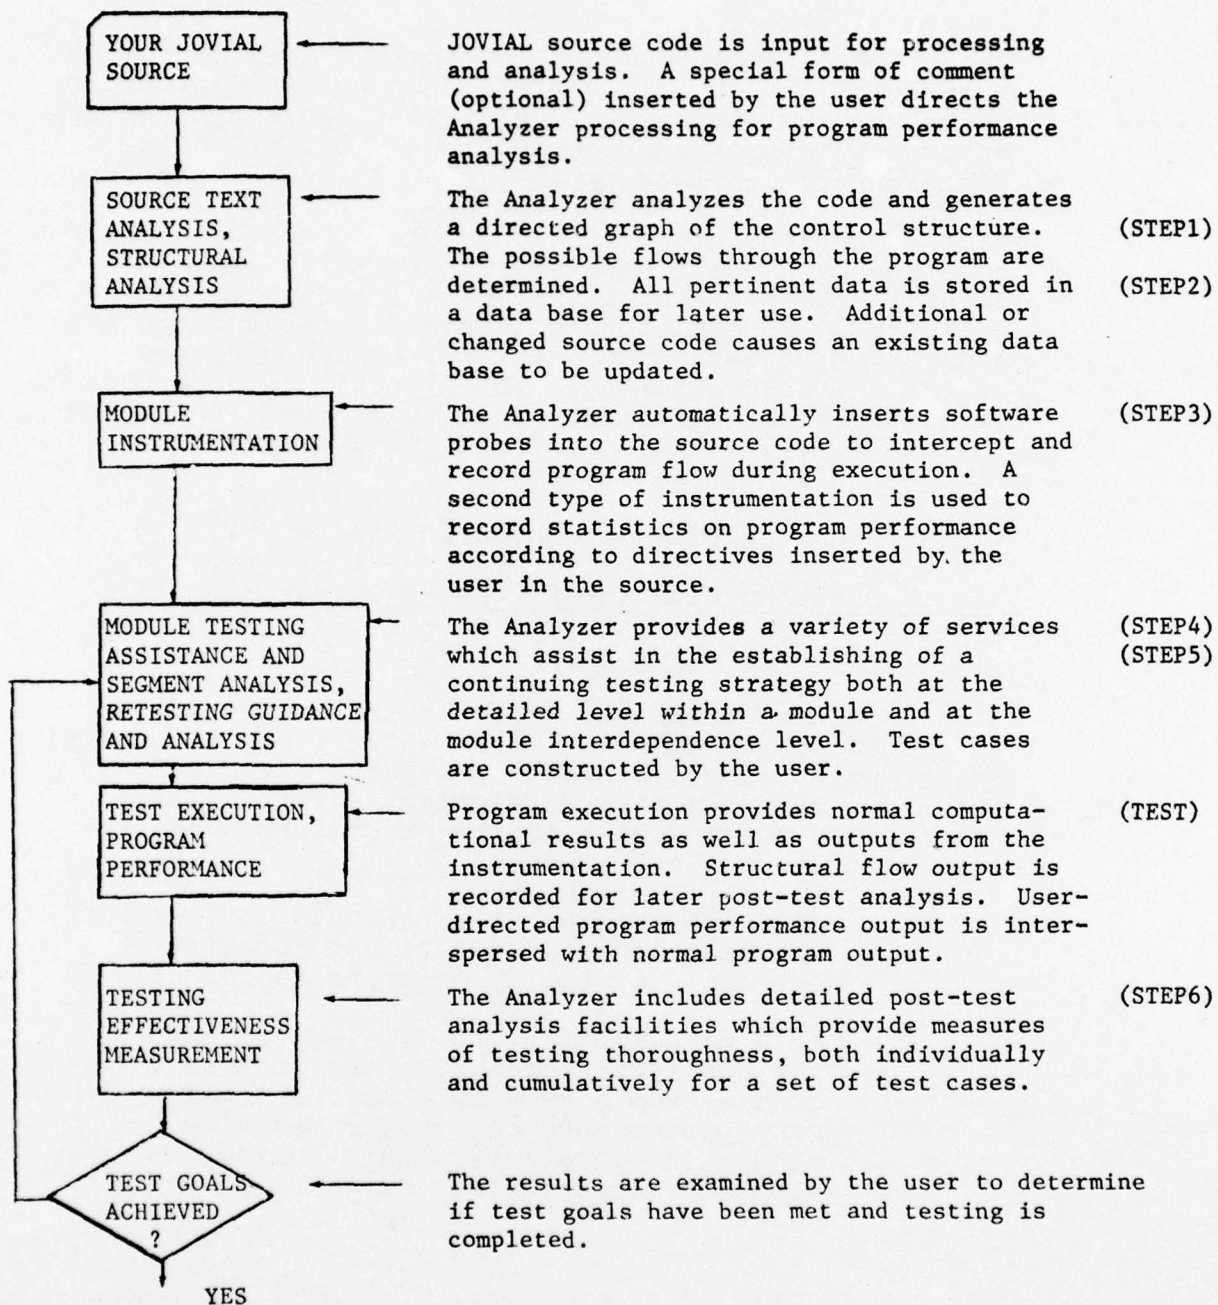 YOUR JOVIAL
SOURCE
JOVIAL source code is input for processing
and analysis. A special form of comment
(optional) inserted by the user directs the
Analyzer processing for program performance
analysis.
SOURCE TEXT
ANALYSIS,
STRUCTURAL
ANALYSIS
The Analyzer analyzes the code and generates
a directed graph of the control structure. (STEP1)
The possible flows through the program are
determined. All pertinent data is stored in (STEP2)
a data base for later use. Additional or
changed source code causes an existing data
base to be updated.
MODULE
INSTRUMENTATION
The Analyzer automatically inserts software (STEP3)
probes into the source code to intercept and
record program flow during execution. A
second type of instrumentation is used to
record statistics on program performance
according to directives inserted by the
user in the source.
MODULE TESTING
ASSISTANCE AND
SEGMENT ANALYSIS,
RETESTING GUIDANCE
AND ANALYSIS
The Analyzer provides a variety of services (STEP4)
which assist in the establishing of a (STEP5)
continuing testing strategy both at the
detailed level within a module and at the
module interdependence level. Test cases
are constructed by the user.
TEST EXECUTION,
PROGRAM
PERFORMANCE
Program execution provides normal computa- (TEST)
tional results as well as outputs from the
instrumentation. Structural flow output is
recorded for later post-test analysis. User-
directed program performance output is inter-
spersed with normal program output.
TESTING
EFFECTIVENESS
MEASUREMENT
The Analyzer includes detailed post-test (STEP6)
analysis facilities which provide measures
of testing thoroughness, both individually
and cumulatively for a set of test cases.
TEST GOALS
ACHIEVED
?
The results are examined by the user to determine
if test goals have been met and testing is
completed.
YES